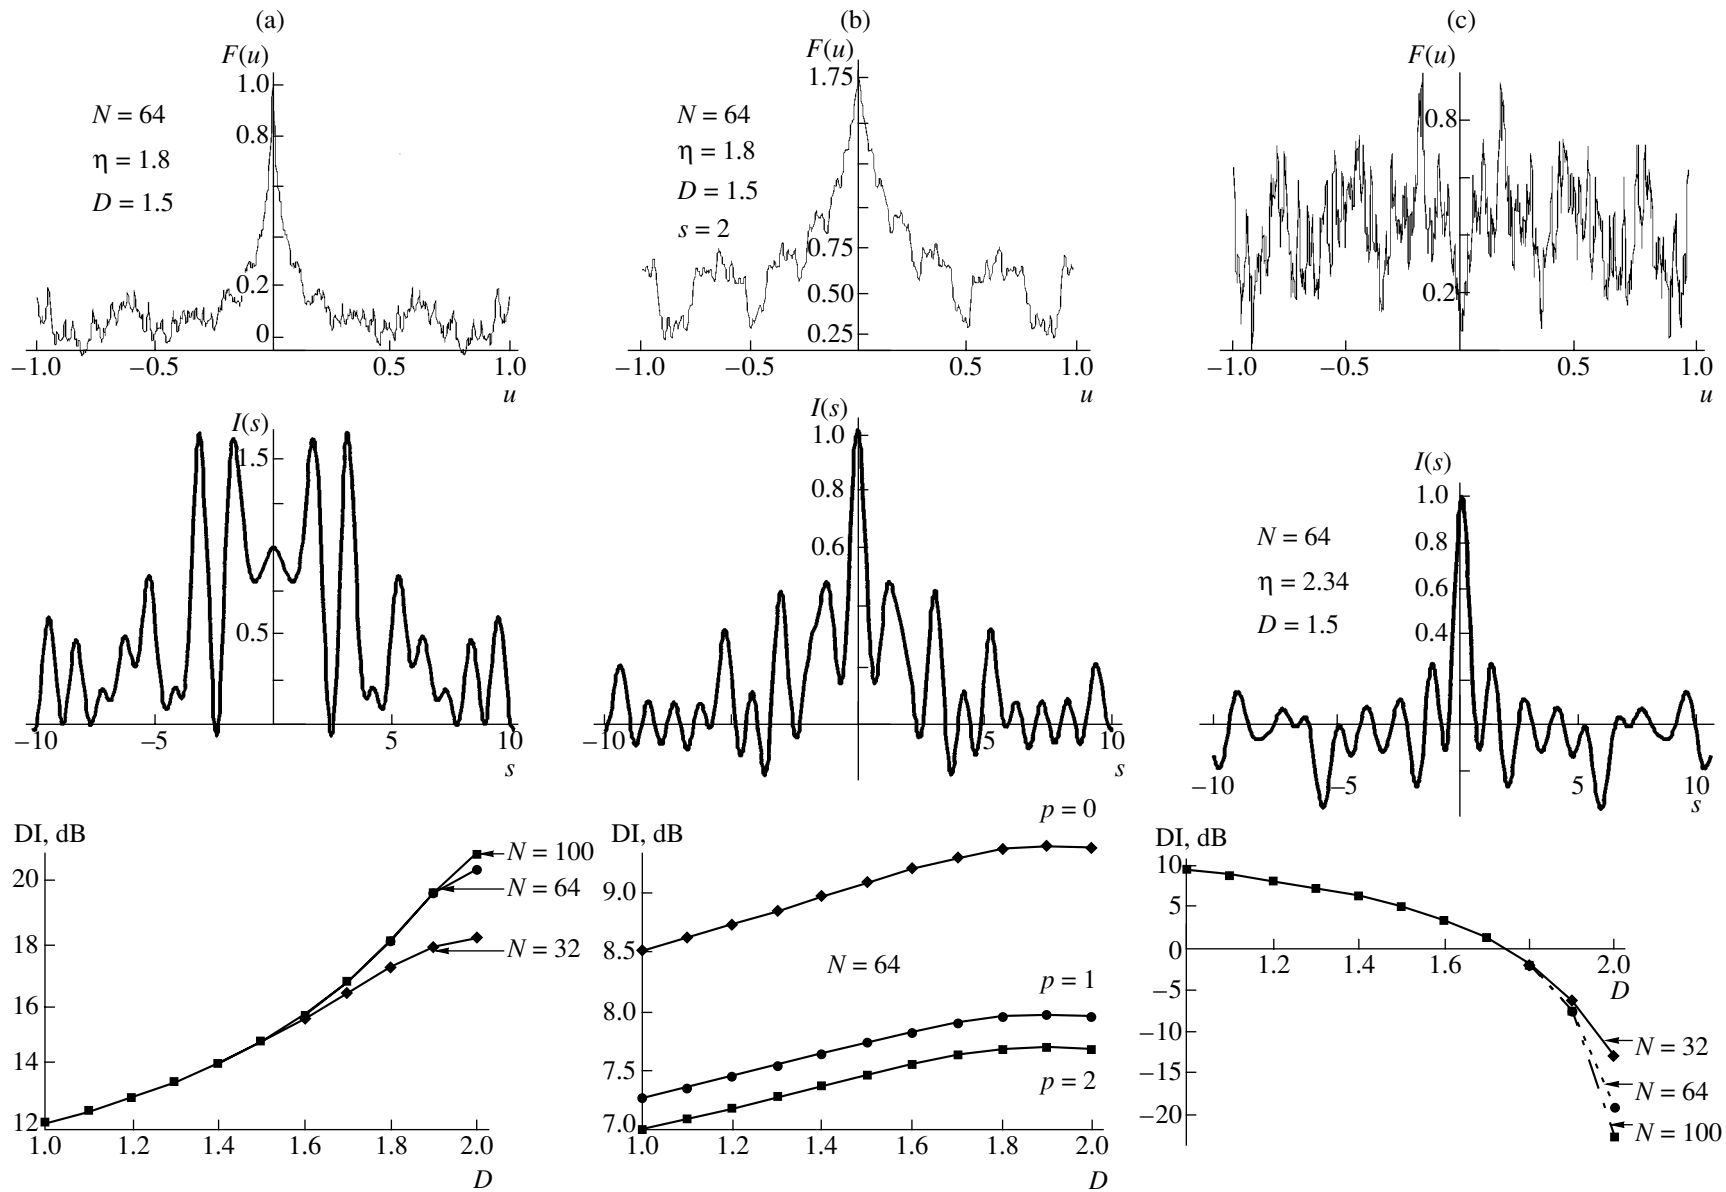 (a) (b) (c)
F(u) F(u) F(u)
1.0
0.8
0.2
0
N = 64
η = 1.8
D = 1.5
−1.0 −0.5 0.5 1.0
u
1.75
0.75
0.50
0.25
N = 64
η = 1.8
D = 1.5
s = 2
−1.0 −0.5 0.5 1.0
u
0.8
0.2
−1.0 −0.5 0.5 1.0
u
I(s)
1.5
0.5
−10 −5 5 10
s
I(s)
1.0
0.8
0.6
−10 5 10
s
I(s)
1.0
0.8
0.6
0.4
N = 64
η = 2.34
D = 1.5
−10 −5 5 10
s
DI, dB
20
18
16
14
12
N = 100
N = 64
N = 32
1.0 1.2 1.4 1.6 1.8 2.0
D
DI, dB
9.0
8.5
8.0
7.5
7.0
p = 0
N = 64
p = 1
p = 2
1.0 1.2 1.4 1.6 1.8 2.0
D
DI, dB
10
5
0
−5
−10
−15
−20
1.2 1.4 1.6 1.8 2.0
D
N = 32
N = 64
N = 100